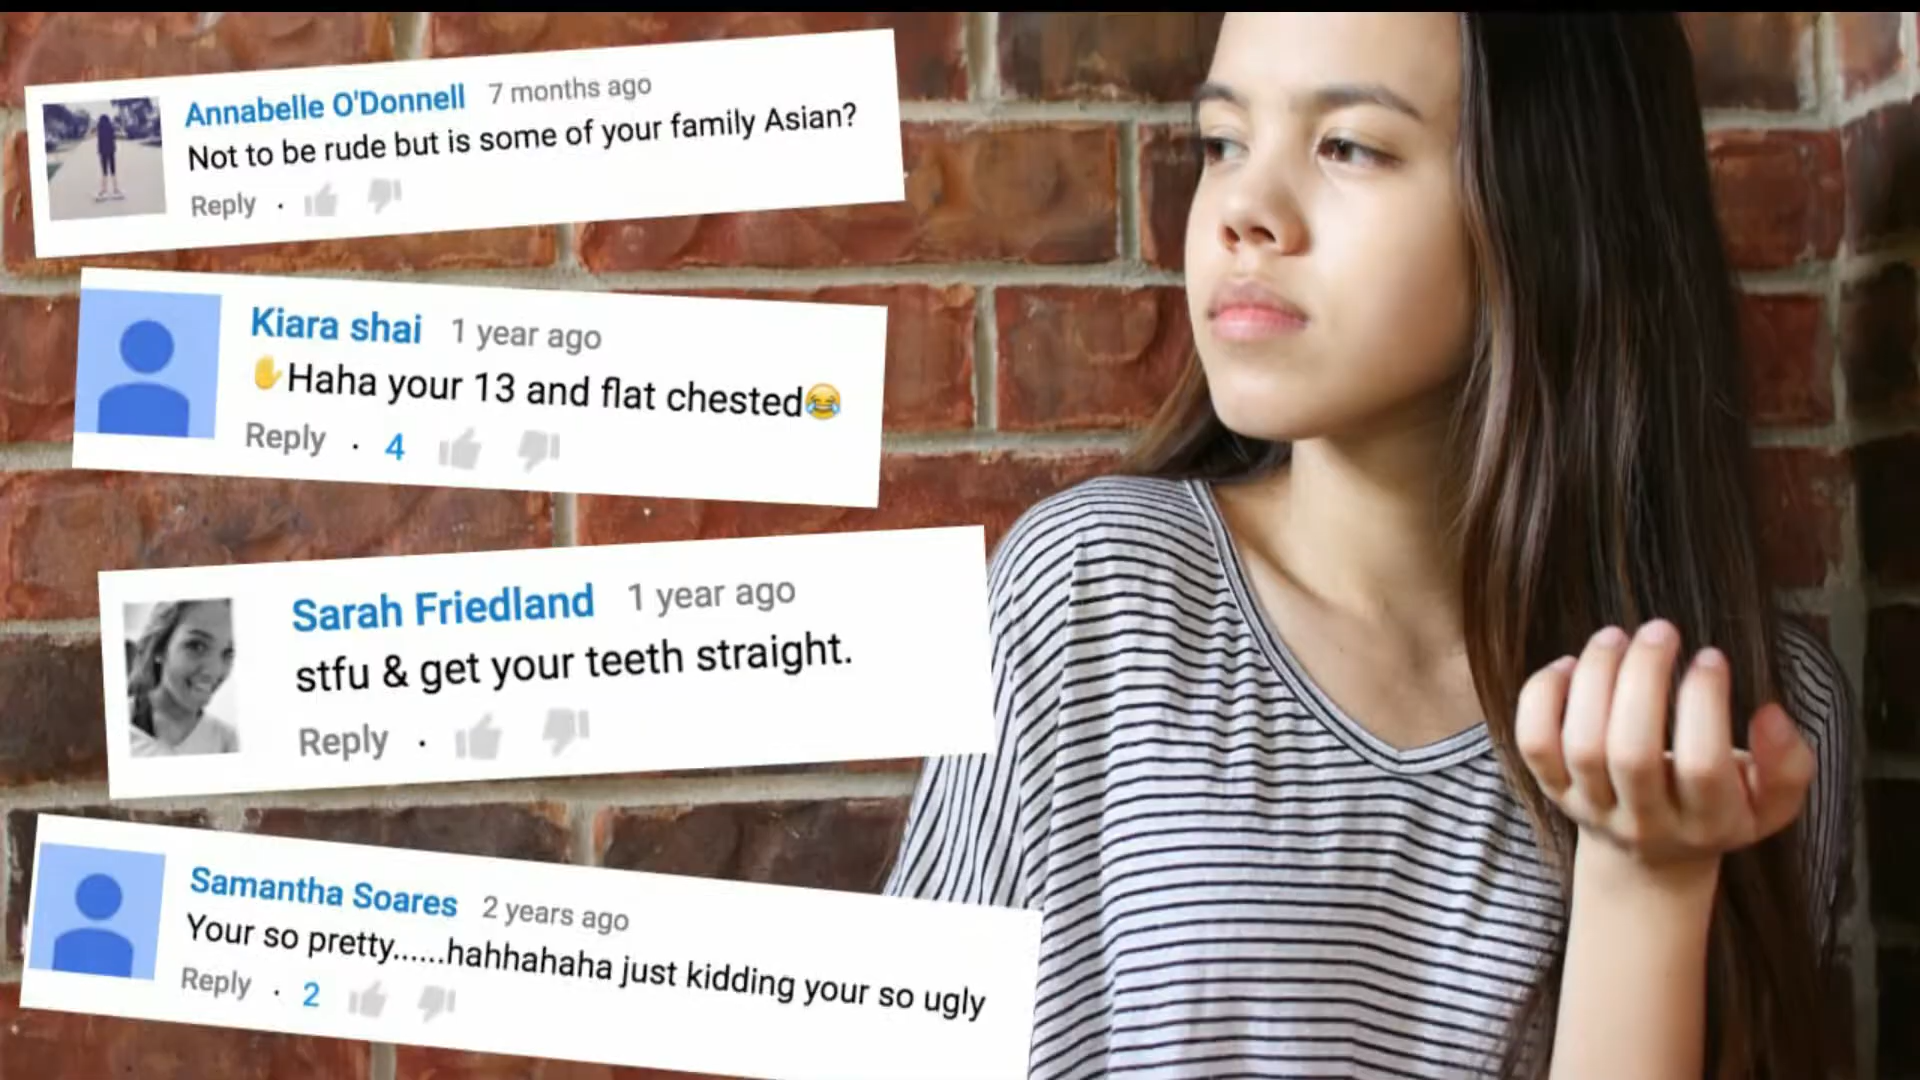 Annabelle O'Donnell 7 months ago
Not to be rude but is some of your family Asian?
Reply ·
Kiara shai 1 year ago
✋Haha your 13 and flat chested😂
Reply · 4
Sarah Friedland 1 year ago
stfu & get your teeth straight.
Reply ·
Samantha Soares 2 years ago
Your so pretty......hahhahaha just kidding your so ugly
Reply · 2